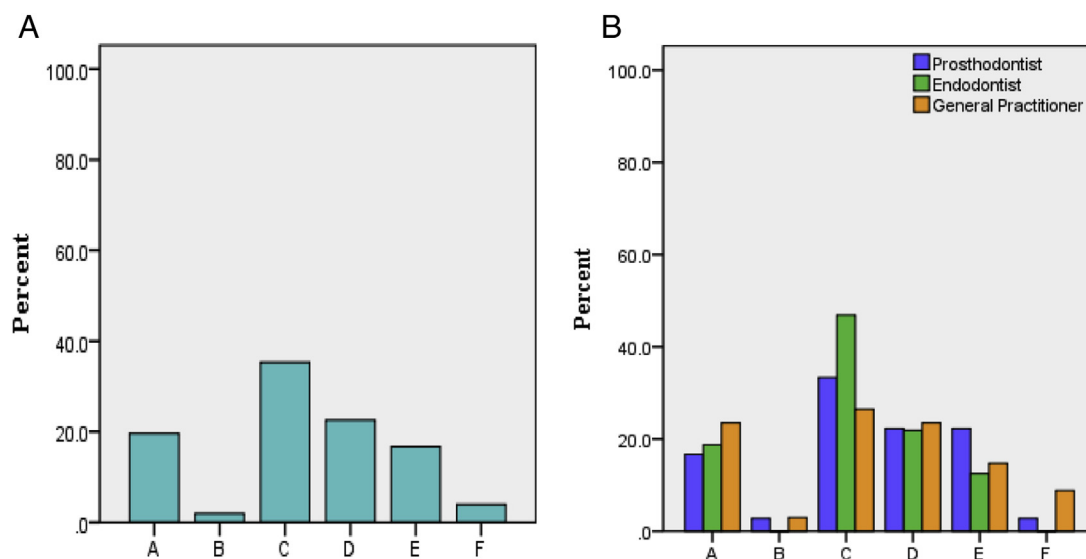 A
100.0
80.0
60.0
40.0
20.0
.0
Percent
A B C D E F
B
Prosthodontist
Endodontist
General Practitioner
100.0
80.0
60.0
40.0
20.0
.0
Percent
A B C D E F